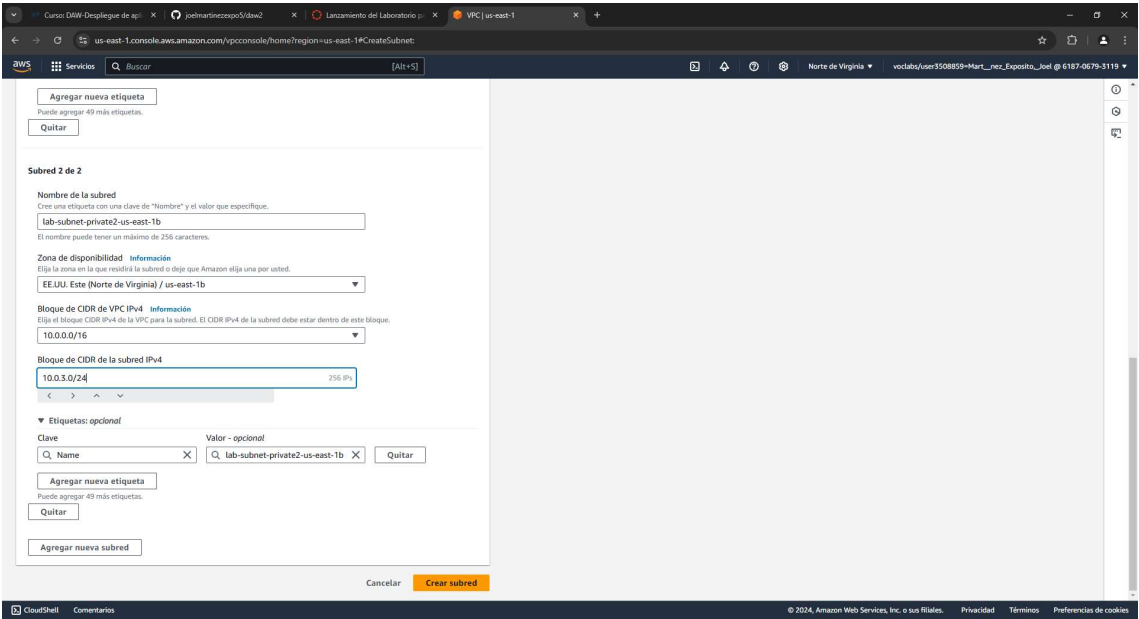 Curso: DAW-Despliegue de apl
joelmartinezexpo5/daw2
Lanzamiento del Laboratorio pa
VPC | us-east-1
us-east-1.console.aws.amazon.com/vpcconsole/home?region=us-east-1#CreateSubnet:
aws
Servicios
Buscar
[Alt+S]
Norte de Virginia
voclabs/user3508859=Mart__nez_Exposito,_Joel @ 6187-0679-3119
Agregar nueva etiqueta
Puede agregar 49 más etiquetas.
Quitar
Subred 2 de 2
Nombre de la subred
Cree una etiqueta con una clave de "Nombre" y el valor que especifique.
lab-subnet-private2-us-east-1b
El nombre puede tener un máximo de 256 caracteres.
Zona de disponibilidad Información
Elija la zona en la que residirá la subred o deje que Amazon elija una por usted.
EE.UU. Este (Norte de Virginia) / us-east-1b
Bloque de CIDR de VPC IPv4 Información
Elija el bloque CIDR IPv4 de la VPC para la subred. El CIDR IPv4 de la subred debe estar dentro de este bloque.
10.0.0.0/16
Bloque de CIDR de la subred IPv4
10.0.3.0/24 256 IPs
Etiquetas: opcional
Clave Valor - opcional
Name lab-subnet-private2-us-east-1b Quitar
Agregar nueva etiqueta
Puede agregar 49 más etiquetas.
Quitar
Agregar nueva subred
Cancelar Crear subred
CloudShell Comentarios © 2024, Amazon Web Services, Inc. o sus filiales. Privacidad Términos Preferencias de cookies